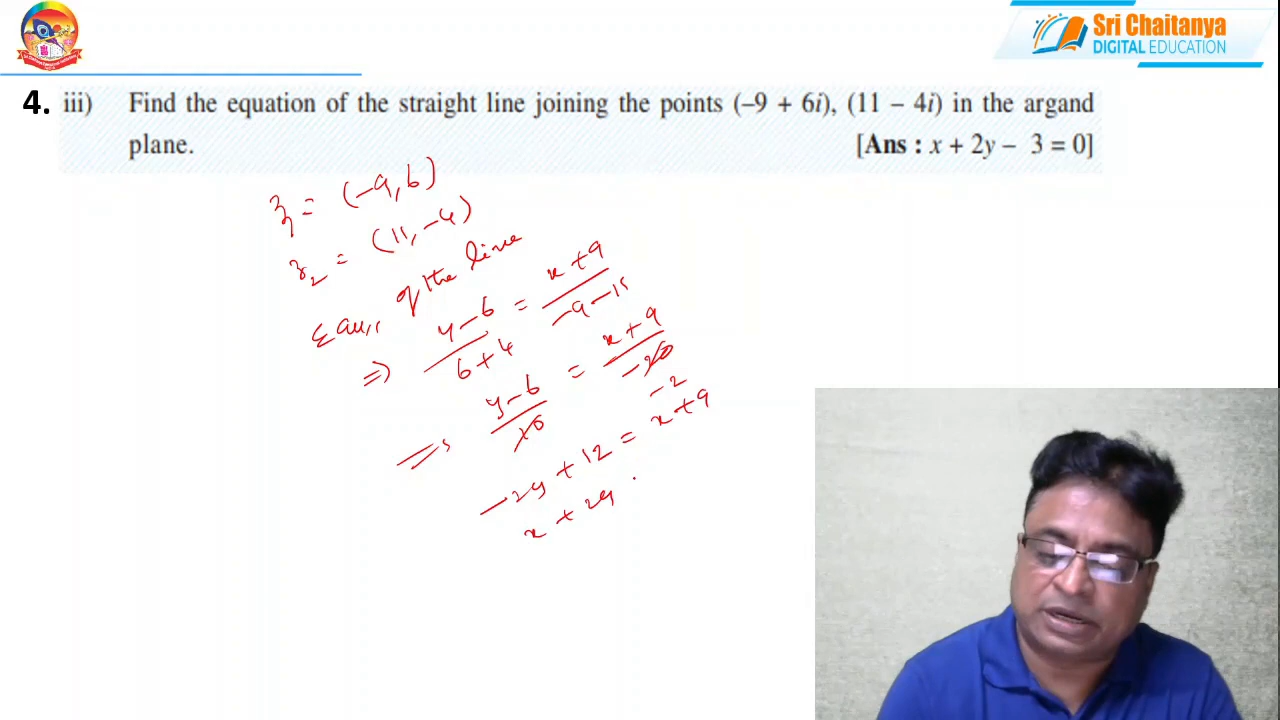 Sri Chaitanya
DIGITAL EDUCATION
4. iii) Find the equation of the straight line joining the points (–9 + 6i), (11 – 4i) in the argand
plane. [Ans : x + 2y – 3 = 0]
z₁ = (-9, 6)
z₂ = (11, -4)
of the line
⇒ y-6/6+4 = x+9/-9-11
⇒ y-6/10 = x+9/-20
-2
-2y + 12 = x+9
x + 2y